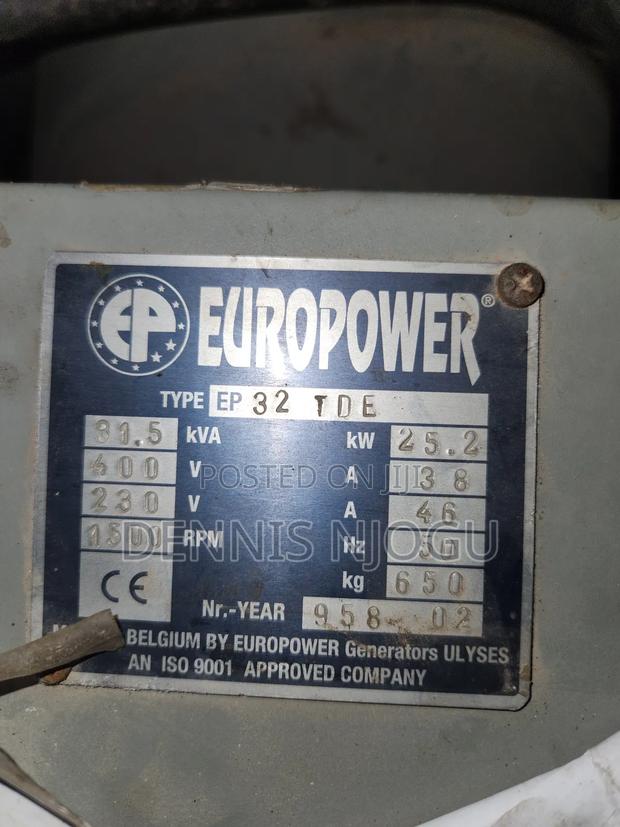 EP EUROPOWER®
TYPE EP 32 TDE
31.5 kVA kW 25.2
400 V A 38
230 V A 46
1500 RPM Hz 50
CE kg 650
Nr.-YEAR 958 02
BELGIUM BY EUROPOWER Generators ULYSES
AN ISO 9001 APPROVED COMPANY
POSTED ON JIJI
DENNIS NJOGU